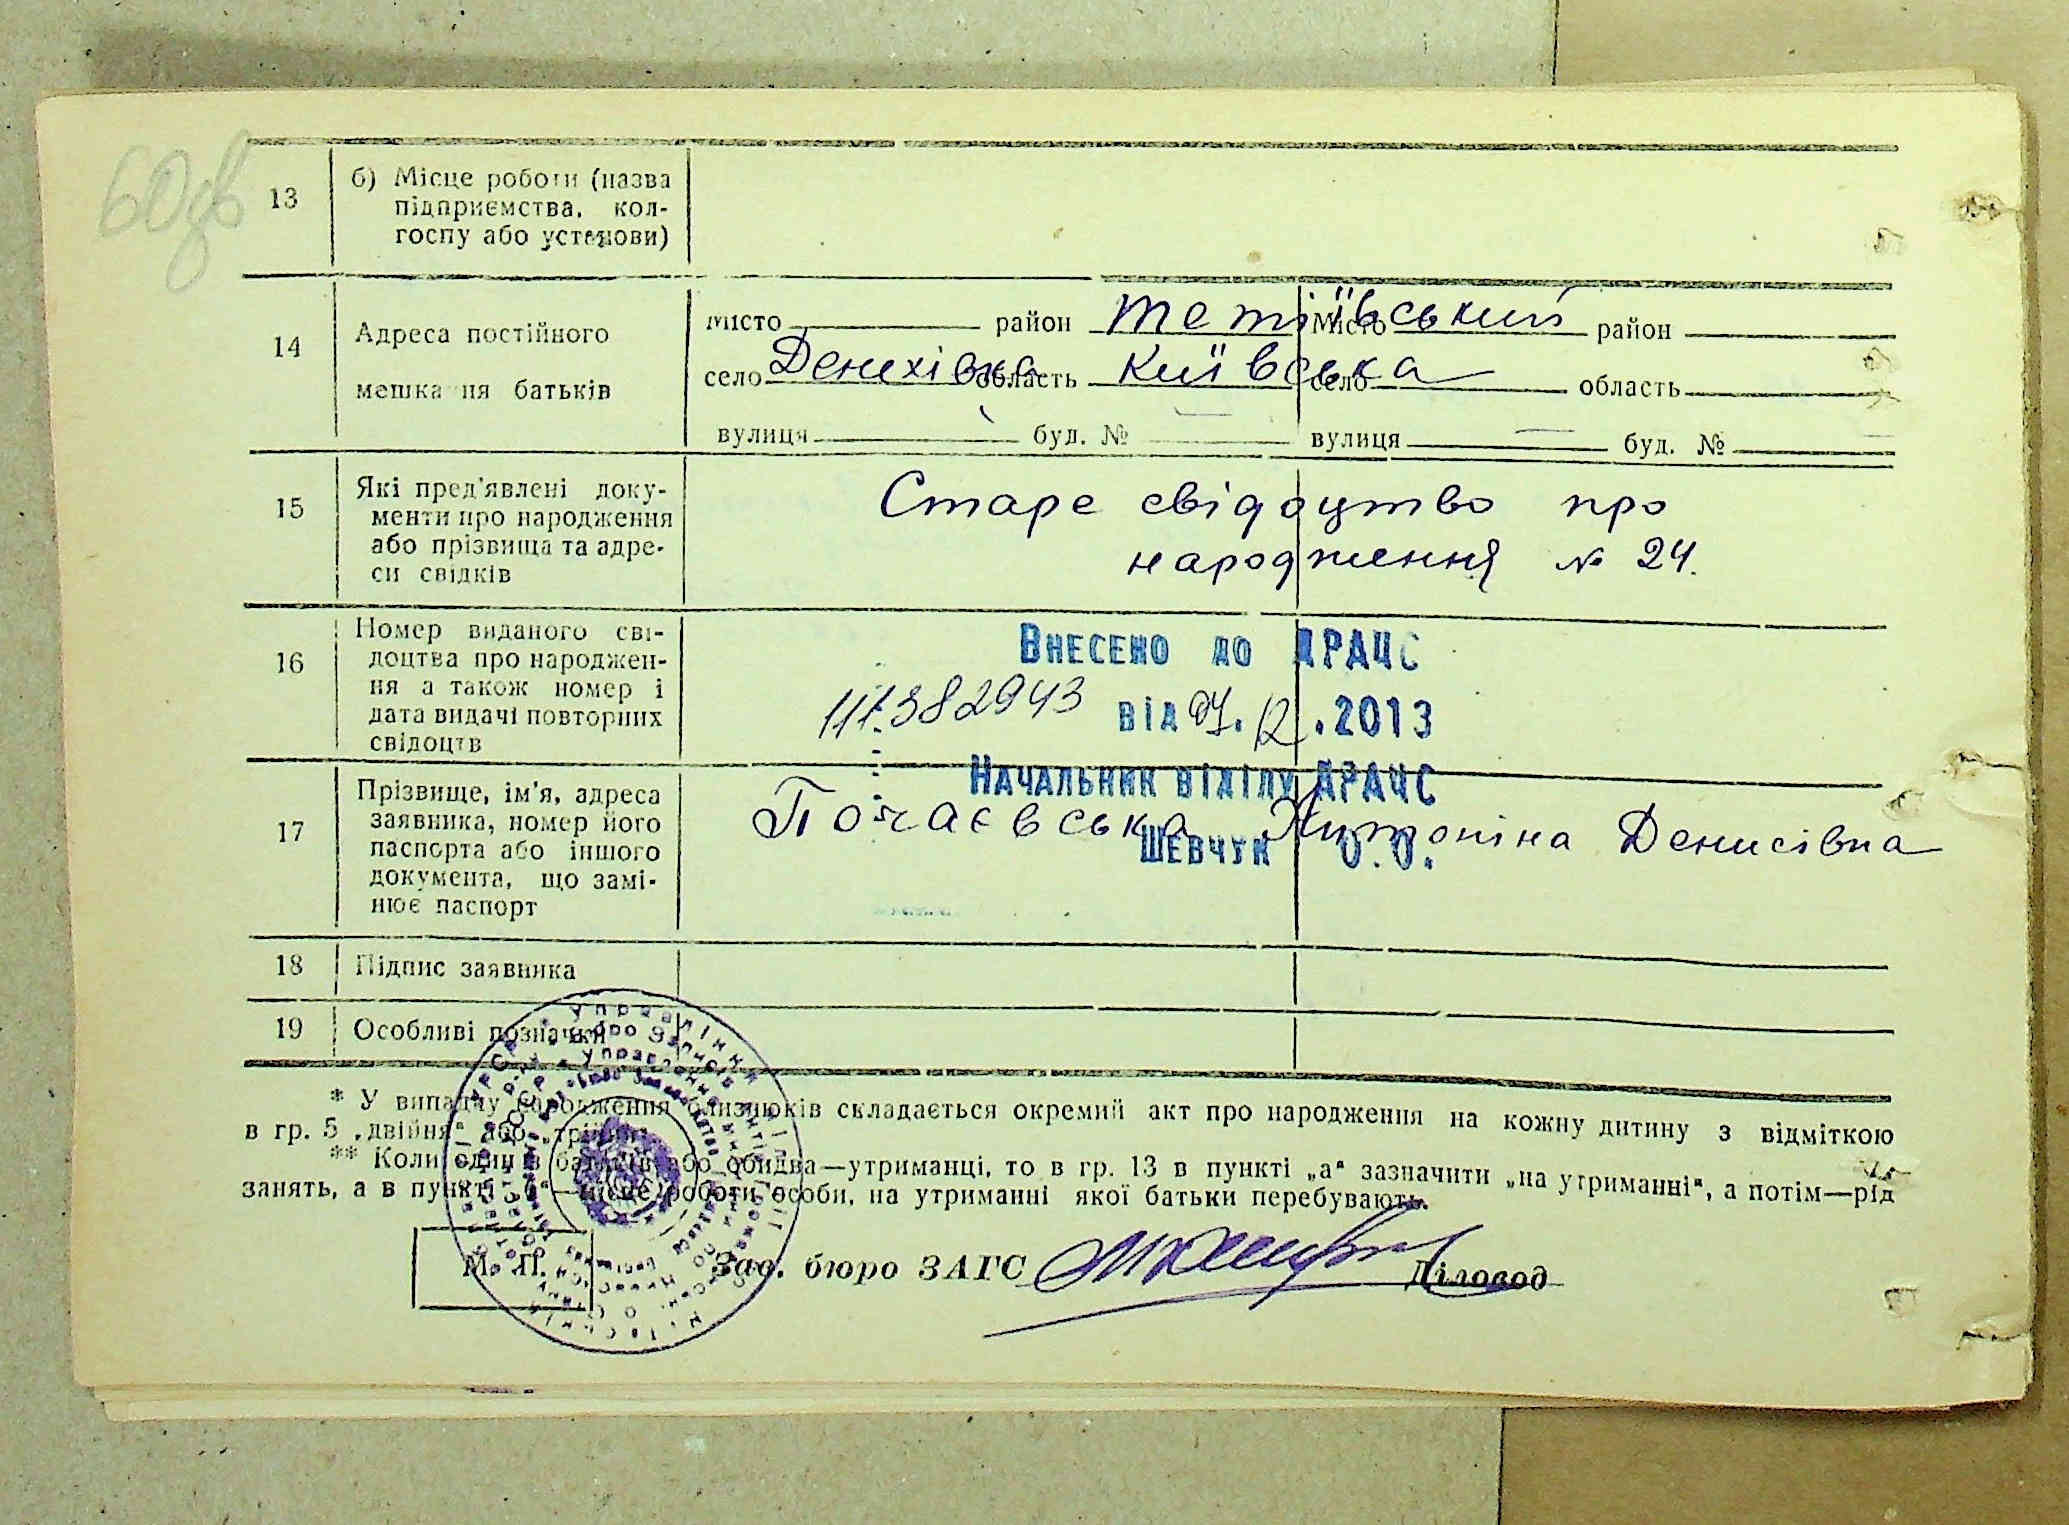 60зв
13 б) Місце роботи (назва
підприємства, кол-
госпу або установи)
14 Адреса постійного
мешкання батьків
місто район Тетіївський місто район
село Денихівка область Київська село область
вулиця буд. № вулиця буд. №
15 Які пред'явлені доку-
менти про народження
або прізвища та адре-
си свідків
Старе свідоцтво про
народження № 24.
16 Номер виданого сві-
доцтва про народжен-
ня а також номер і
дата видачі повторних
свідоцтв
Внесено до ДРАЦС
382943 від 12.2013
Начальник відділу ДРАЦС
Шевчук О.О.
17 Прізвище, ім'я, адреса
заявника, номер його
паспорта або іншого
документа, що замі-
нює паспорт
Почаєвська Денисівна
18 Підпис заявника
19 Особливі позначки
* У випадку народження близнюків складається окремий акт про народження на кожну дитину з відміткою
в гр. 5 „двійня" або „трійня".
** Коли один із батьків або обидва—утриманці, то в гр. 13 в пункті „а" зазначити „на утриманні", а потім—рід
занять, а в пункті „б"—місце роботи особи, на утриманні якої батьки перебувають.
М. П. Зав. бюро ЗАГС Діловод